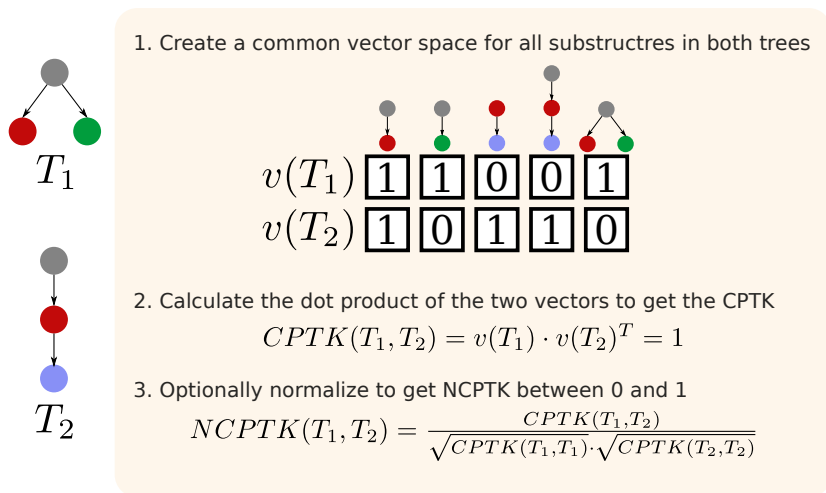 1. Create a common vector space for all substructres in both trees
T₁
v(T₁) 1 1 0 0 1
v(T₂) 1 0 1 1 0
2. Calculate the dot product of the two vectors to get the CPTK
CPTK(T₁, T₂) = v(T₁) · v(T₂)ᵀ = 1
3. Optionally normalize to get NCPTK between 0 and 1
T₂
NCPTK(T₁, T₂) = CPTK(T₁,T₂) / √CPTK(T₁,T₁)·√CPTK(T₂,T₂)